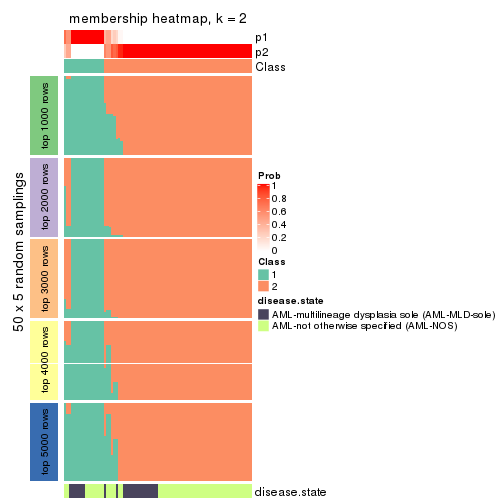 membership heatmap, k = 2
p1
p2
Class
50 x 5 random samplings
top 1000 rows
top 2000 rows
top 3000 rows
top 4000 rows
top 5000 rows
Prob
1
0.8
0.6
0.4
0.2
0
Class
1
2
disease.state
AML-multilineage dysplasia sole (AML-MLD-sole)
AML-not otherwise specified (AML-NOS)
disease.state